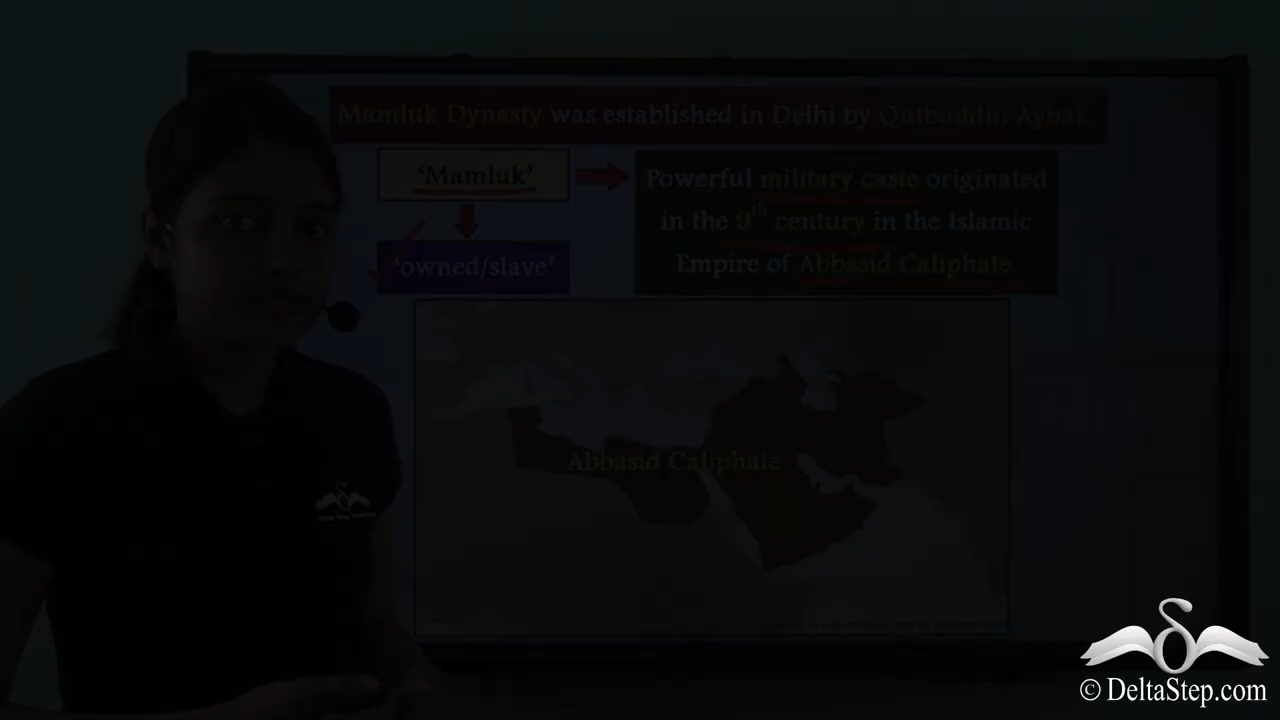 Mamluk Dynasty was established in Delhi by Qutbuddin Aybak
'Mamluk'
Powerful military caste originated
in the 9th century in the Islamic
Empire of Abbasid Caliphate.
'owned/slave'
Abbasid Caliphate
© DeltaStep.com